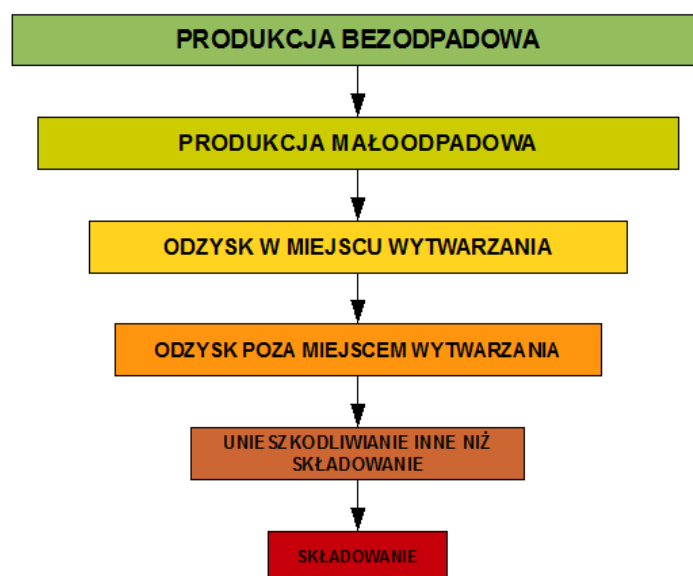 PRODUKCJA BEZODPADOWA
PRODUKCJA MAŁOODPADOWA
ODZYSK W MIEJSCU WYTWARZANIA
ODZYSK POZA MIEJSCEM WYTWARZANIA
UNIESZKODLIWIANIE INNE NIŻ
SKŁADOWANIE
SKŁADOWANIE